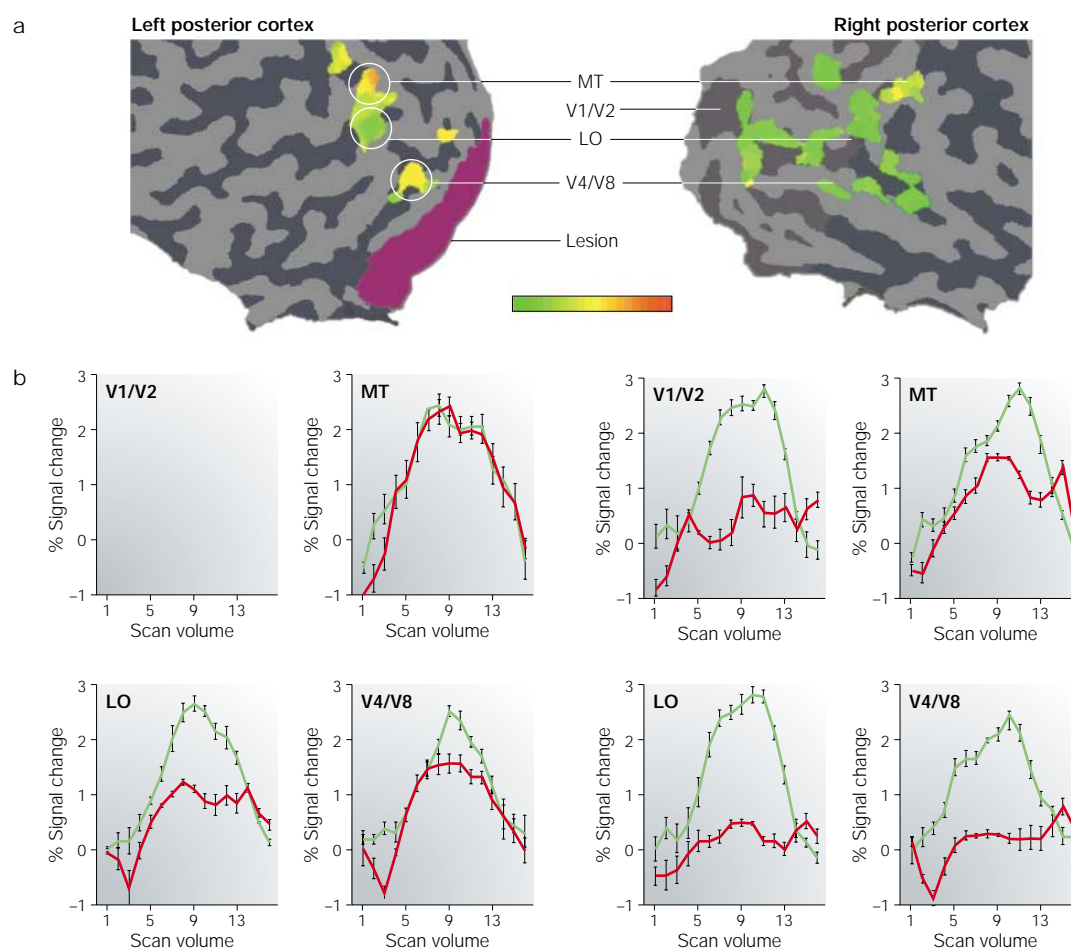 a
Left posterior cortex
Right posterior cortex
MT
V1/V2
LO
V4/V8
Lesion
b
V1/V2
% Signal change
3
2
1
0
–1
1 5 9 13
Scan volume
MT
% Signal change
3
2
1
0
–1
1 5 9 13
Scan volume
V1/V2
% Signal change
3
2
1
0
–1
1 5 9 13
Scan volume
MT
% Signal change
3
2
1
0
–1
1 5 9 13
Scan volume
LO
% Signal change
3
2
1
0
–1
1 5 9 13
Scan volume
V4/V8
% Signal change
3
2
1
0
–1
1 5 9 13
Scan volume
LO
% Signal change
3
2
1
0
–1
1 5 9 13
Scan volume
V4/V8
% Signal change
3
2
1
0
–1
1 5 9 13
Scan volume